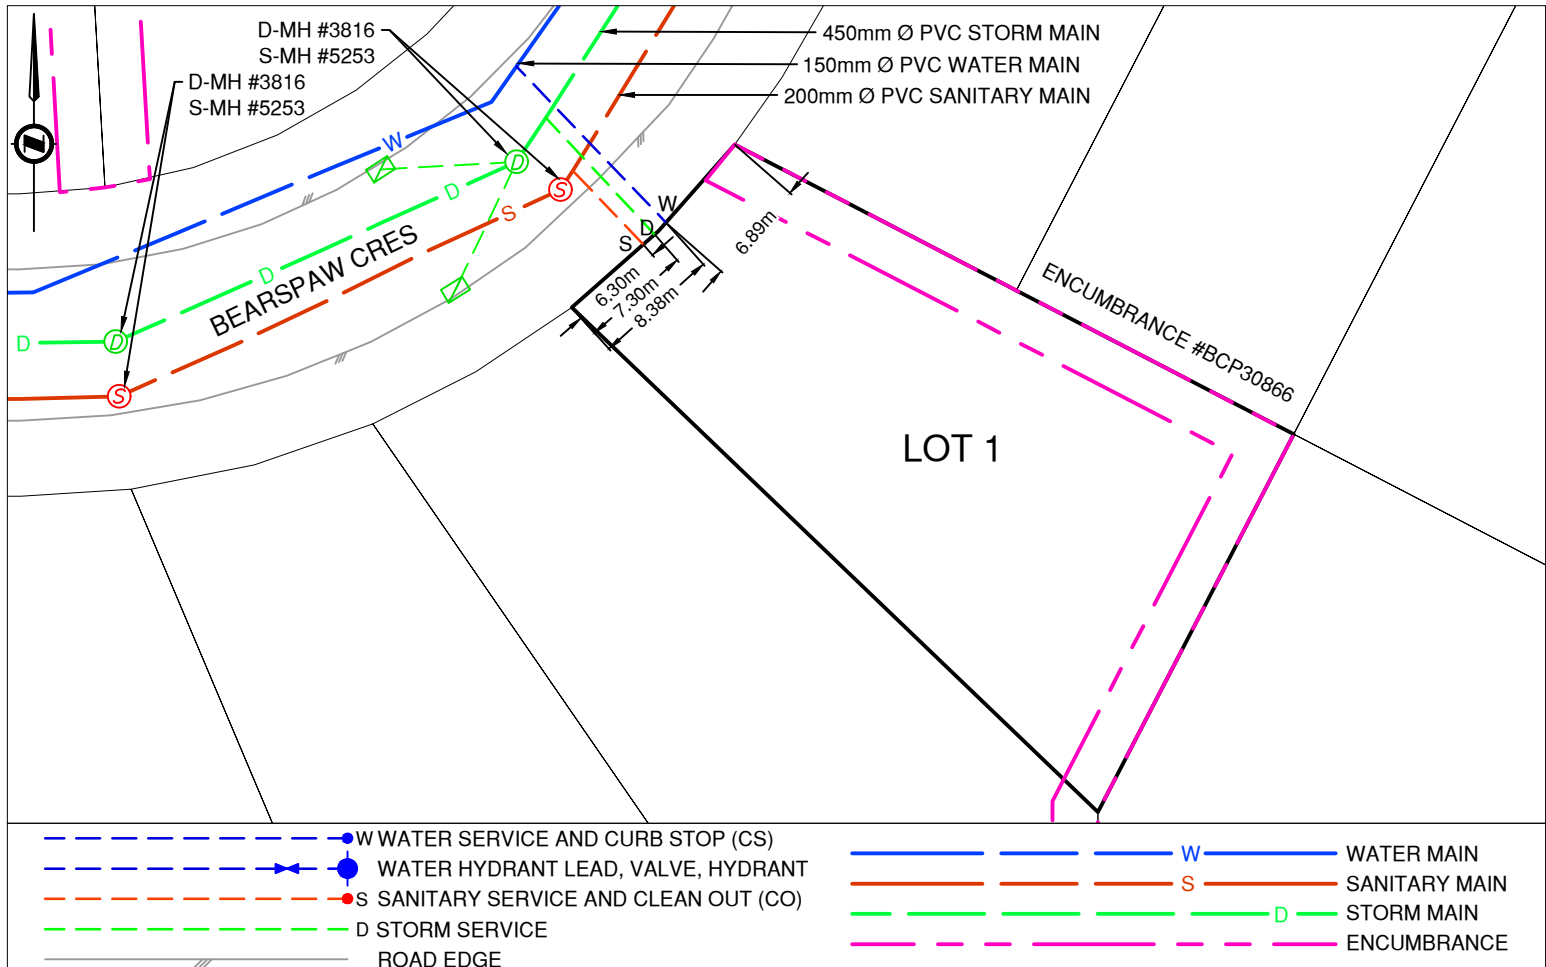 D-MH #3816
S-MH #5253
D-MH #3816
S-MH #5253
450mm Ø PVC STORM MAIN
150mm Ø PVC WATER MAIN
200mm Ø PVC SANITARY MAIN
W
D
S
D
S
D
BEARSPAW CRES
D
D
S
W
D
S
6.89m
6.30m
7.30m
8.38m
ENCUMBRANCE #BCP30866
LOT 1
W WATER SERVICE AND CURB STOP (CS)
WATER HYDRANT LEAD, VALVE, HYDRANT
S SANITARY SERVICE AND CLEAN OUT (CO)
D STORM SERVICE
ROAD EDGE
W WATER MAIN
S SANITARY MAIN
D STORM MAIN
ENCUMBRANCE